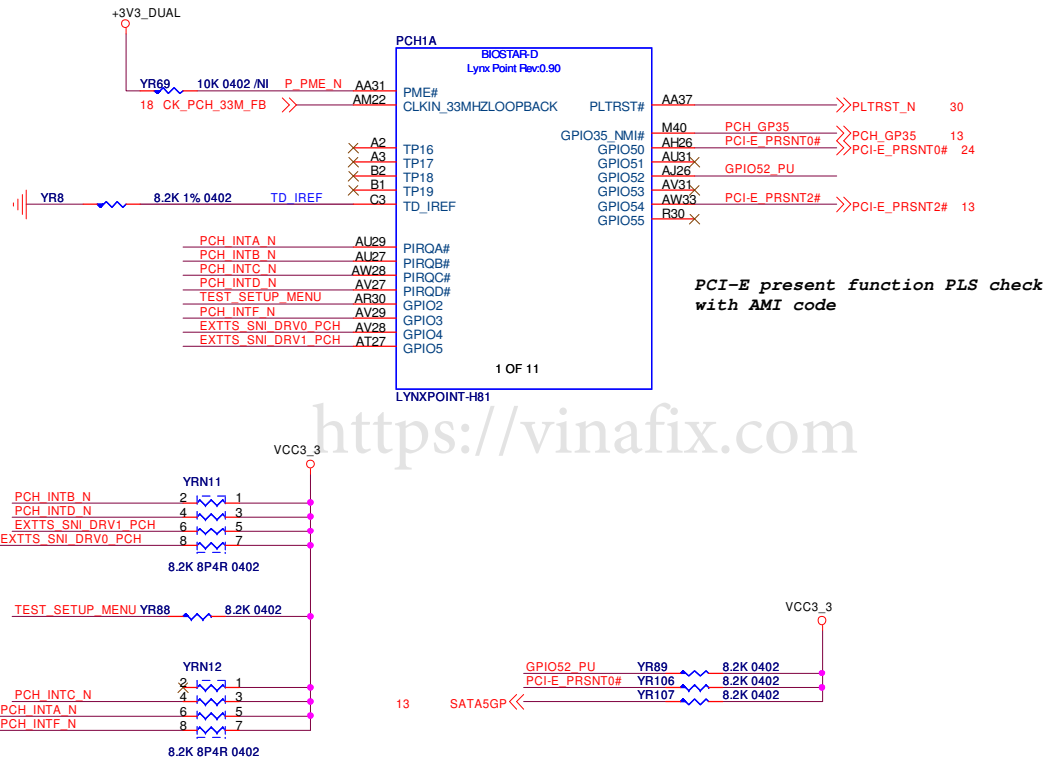 +3V3_DUAL
PCH1A
BIOSTAR-D
Lynx Point Rev:0.90
YR69 10K 0402 /NI P_PME_N AA31 PME#
18 CK_PCH_33M_FB AM22 CLKIN_33MHZLOOPBACK
PLTRST# AA37 PLTRST_N 30
GPIO35_NMI# M40 PCH_GP35 PCH_GP35 13
GPIO50 AH26 PCI-E_PRSNT0# PCI-E_PRSNT0# 24
GPIO51 AU31
GPIO52 AJ26 GPIO52_PU
GPIO53 AV31
GPIO54 AW33 PCI-E_PRSNT2# PCI-E_PRSNT2# 13
GPIO55 R30
A2 TP16
A3 TP17
B2 TP18
B1 TP19
YR8 8.2K 1% 0402 TD_IREF C3 TD_IREF
PCH_INTA_N AU29 PIRQA#
PCH_INTB_N AU27 PIRQB#
PCH_INTC_N AW28 PIRQC#
PCH_INTD_N AV27 PIRQD#
TEST_SETUP_MENU AR30 GPIO2
PCH_INTF_N AV29 GPIO3
EXTTS_SNI_DRV0_PCH AV28 GPIO4
EXTTS_SNI_DRV1_PCH AT27 GPIO5
1 OF 11
LYNXPOINT-H81
PCI-E present function PLS check
with AMI code
https://vinafix.com
VCC3_3
YRN11
PCH_INTB_N 2 1
PCH_INTD_N 4 3
EXTTS_SNI_DRV1_PCH 6 5
EXTTS_SNI_DRV0_PCH 8 7
8.2K 8P4R 0402
TEST_SETUP_MENU YR88 8.2K 0402
YRN12
2 1
PCH_INTC_N 4 3
PCH_INTA_N 6 5
PCH_INTF_N 8 7
8.2K 8P4R 0402
VCC3_3
GPIO52_PU YR89 8.2K 0402
PCI-E_PRSNT0# YR106 8.2K 0402
13 SATA5GP YR107 8.2K 0402